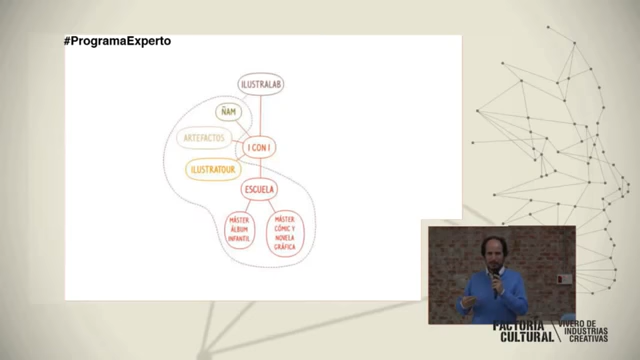 #ProgramaExperto
ILUSTRALAB
ÑAM
ARTEFACTOS
I CON I
ILUSTRATOUR
ESCUELA
MÁSTER
ÁLBUM
INFANTIL
MÁSTER
CÓMIC Y
NOVELA
GRÁFICA
FACTORÍA
CULTURAL
VIVERO DE
INDUSTRIAS
CREATIVAS